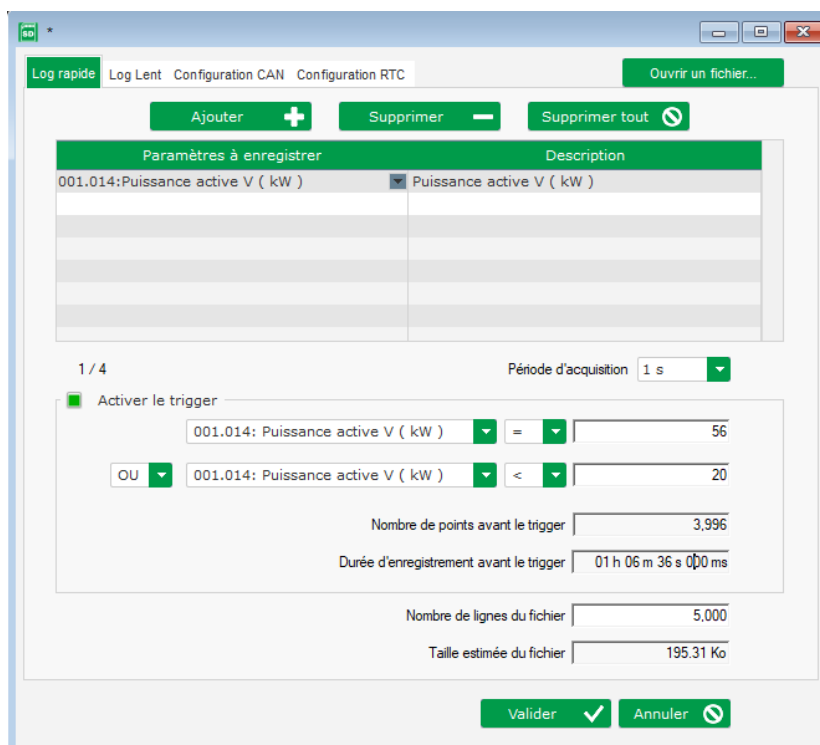 SD *
Log rapide Log Lent Configuration CAN Configuration RTC Ouvrir un fichier...
Ajouter Supprimer Supprimer tout
Paramètres à enregistrer Description
001.014:Puissance active V ( kW ) Puissance active V ( kW )
1 / 4 Période d'acquisition 1 s
Activer le trigger
001.014: Puissance active V ( kW ) = 56
OU 001.014: Puissance active V ( kW ) < 20
Nombre de points avant le trigger 3,996
Durée d'enregistrement avant le trigger 01 h 06 m 36 s 000 ms
Nombre de lignes du fichier 5,000
Taille estimée du fichier 195.31 Ko
Valider Annuler